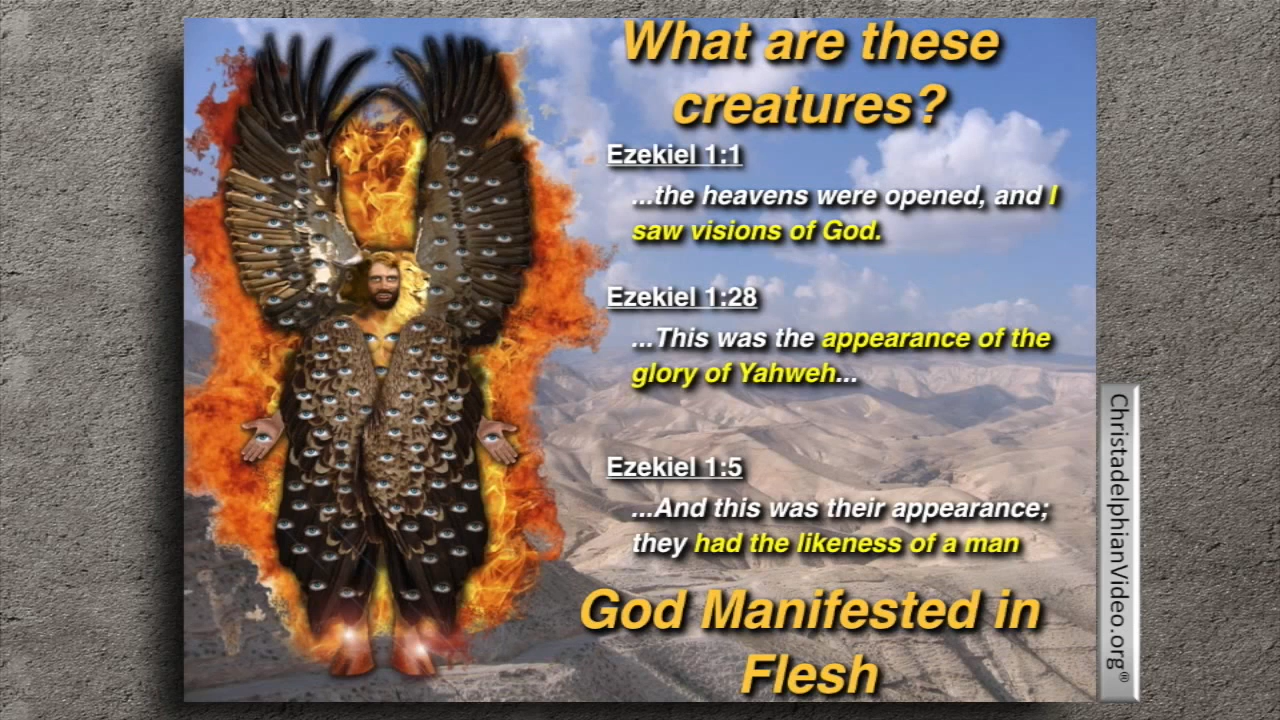 What are these
creatures?
Ezekiel 1:1
...the heavens were opened, and I
saw visions of God.
Ezekiel 1:28
...This was the appearance of the
glory of Yahweh...
Ezekiel 1:5
...And this was their appearance;
they had the likeness of a man
God Manifested in
Flesh
ChristadelphianVideo.org®